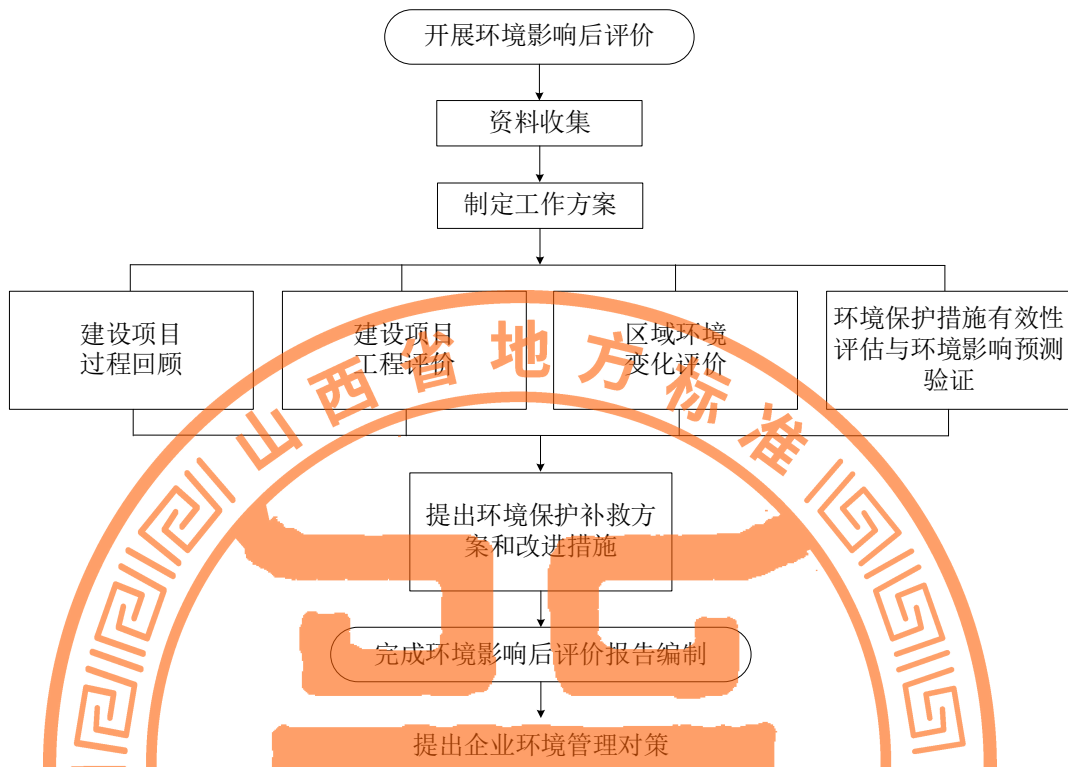 开展环境影响后评价
资料收集
制定工作方案
建设项目
过程回顾
建设项目
工程评价
区域环境
变化评价
环境保护措施有效性
评估与环境影响预测
验证
山西省地方标准
提出环境保护补救方
案和改进措施
完成环境影响后评价报告编制
提出企业环境管理对策